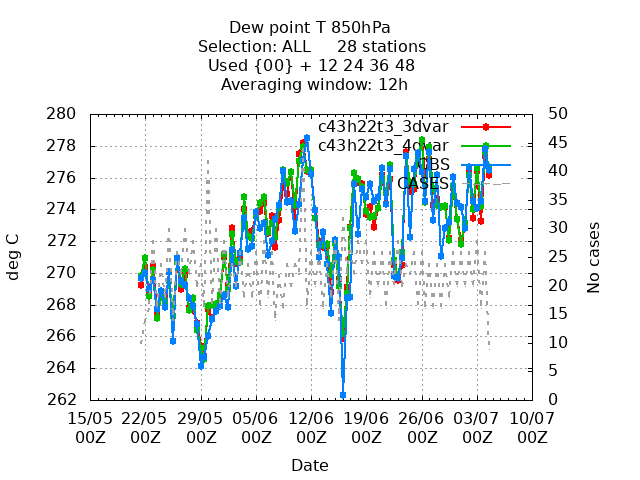 Dew point T 850hPa
Selection: ALL     28 stations
Used {00} + 12 24 36 48
Averaging window: 12h
280
278
276
274
272
270
268
266
264
262
deg C
50
45
40
35
30
25
20
15
10
5
0
No cases
c43h22t3_3dvar
c43h22t3_4dvar
OBS
CASES
15/05 22/05 29/05 05/06 12/06 19/06 26/06 03/07 10/07
00Z 00Z 00Z 00Z 00Z 00Z 00Z 00Z 00Z
Date